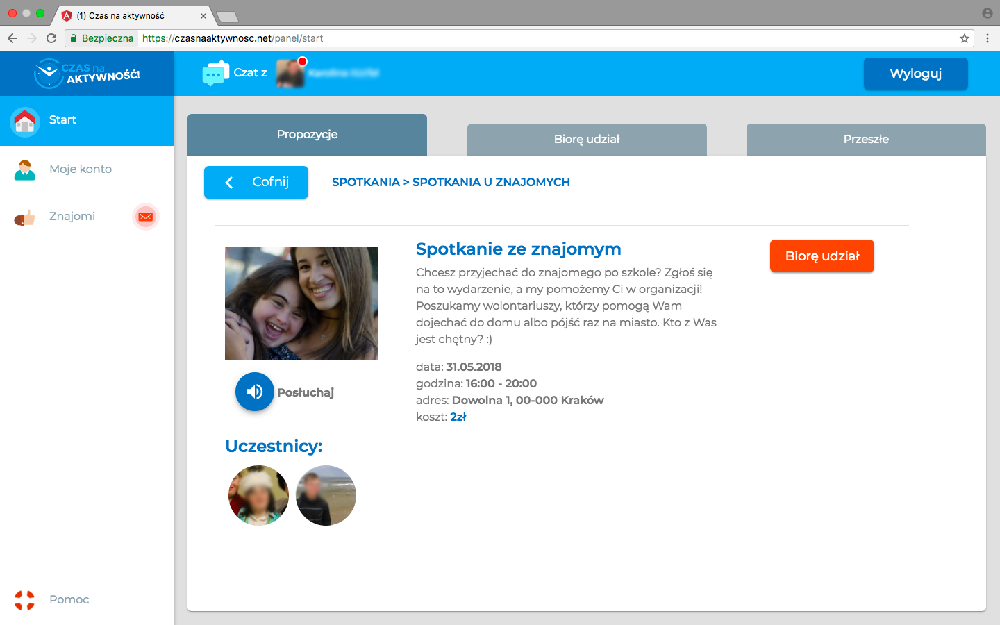 (1) Czas na aktywność
Bezpieczna https://czasnaaktywnosc.net/panel/start
CZAS na
AKTYWNOŚĆ!
Czat z
Wyloguj
Start
Moje konto
Znajomi
Pomoc
Propozycje
Biorę udział
Przeszłe
Cofnij
SPOTKANIA > SPOTKANIA U ZNAJOMYCH
Spotkanie ze znajomym
Biorę udział
Chcesz przyjechać do znajomego po szkole? Zgłoś się
na to wydarzenie, a my pomożemy Ci w organizacji!
Poszukamy wolontariuszy, którzy pomogą Wam
dojechać do domu albo pójść raz na miasto. Kto z Was
jest chętny? :)
data: 31.05.2018
godzina: 16:00 - 20:00
adres: Dowolna 1, 00-000 Kraków
koszt: 2zł
Posłuchaj
Uczestnicy: